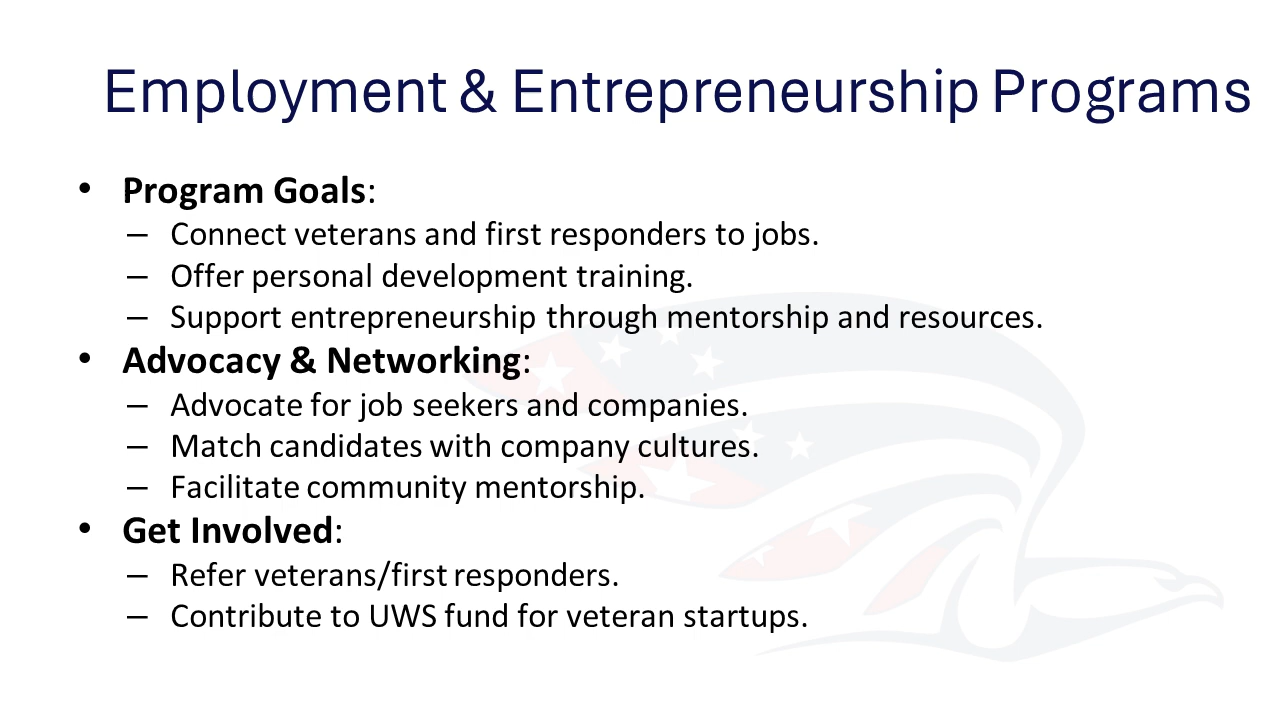 Employment & Entrepreneurship Programs
• Program Goals:
– Connect veterans and first responders to jobs.
– Offer personal development training.
– Support entrepreneurship through mentorship and resources.
• Advocacy & Networking:
– Advocate for job seekers and companies.
– Match candidates with company cultures.
– Facilitate community mentorship.
• Get Involved:
– Refer veterans/first responders.
– Contribute to UWS fund for veteran startups.